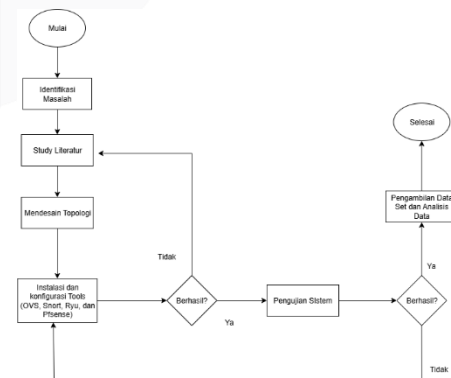 Mulai
Identifikasi
Masalah
Study Literatur
Mendesain Topologi
Instalasi dan
konfigurasi Tools
(OVS, Snort, Ryu, dan
Pfsense)
Berhasil?
Tidak
Ya
Pengujian Sistem
Berhasil?
Ya
Tidak
Pengambilan Data
Set dan Analisis
Data
Selesai